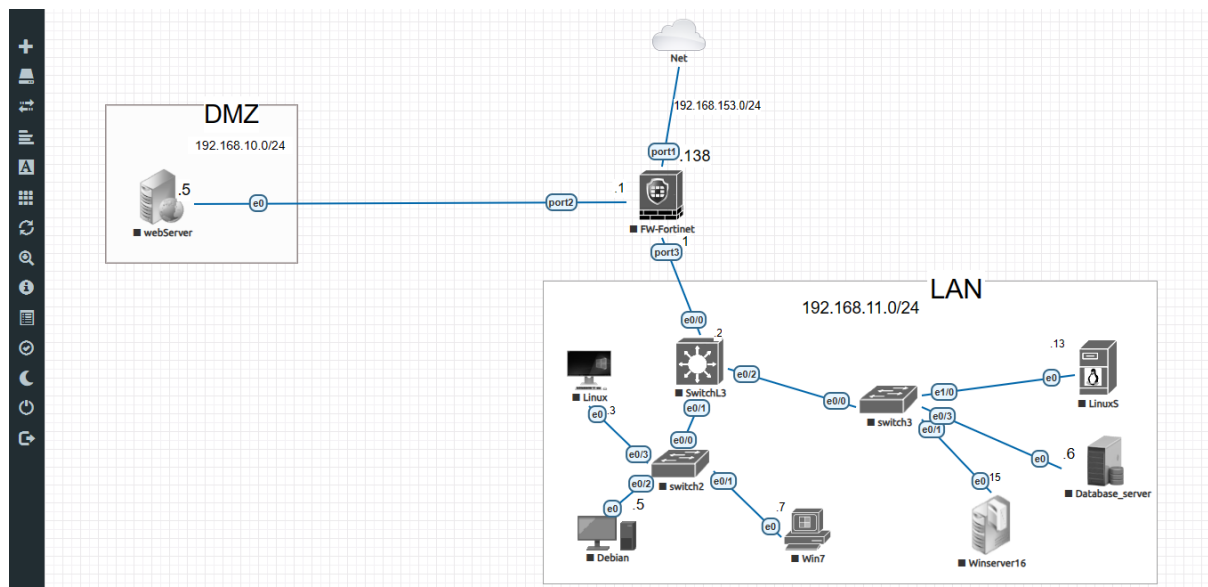 Net
192.168.153.0/24
DMZ
192.168.10.0/24
port1
.138
.5
.1
e0
port2
webServer
FW-Fortinet
1
port3
LAN
192.168.11.0/24
e0/0
.2
.13
e0/2
Linux
SwitchL3
e0
e1/0
e0/0
LinuxS
e0
.3
e0/1
e0/3
switch3
e0/1
e0/0
e0/3
e0
.6
switch2
e0/2
e0/1
e0
15
Database_server
e0
.5
.7
e0
Debian
Win7
Winserver16